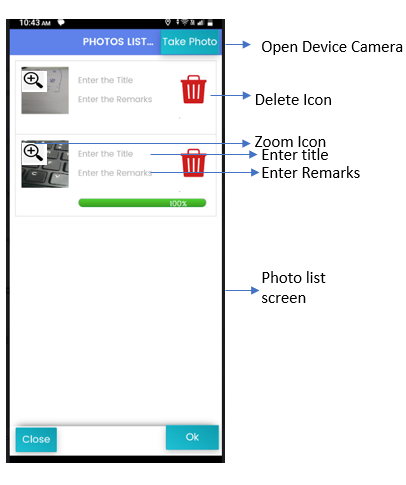 10:43 AM
PHOTOS LIST...
Take Photo
Open Device Camera
Enter the Title
Enter the Remarks
Delete Icon
Zoom Icon
Enter the Title
Enter title
Enter the Remarks
Enter Remarks
100%
Photo list
screen
Close
Ok